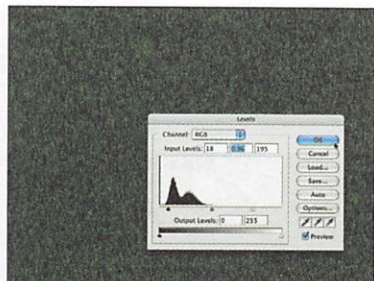 Levels
Channel: RGB
Input Levels: 18 0.96 195
Output Levels: 0 255
OK
Cancel
Load...
Save...
Auto
Options...
Preview